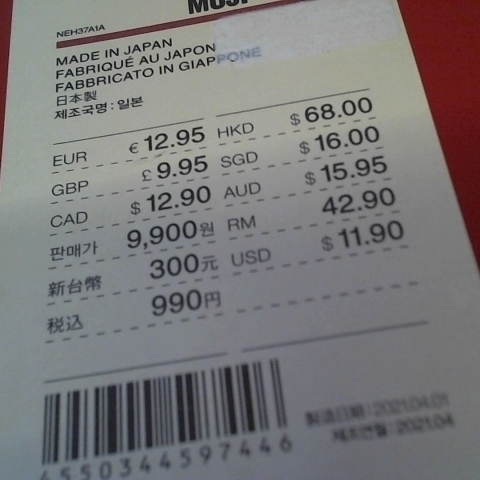 MUJI
NEH37A1A
MADE IN JAPAN
FABRIQUÉ AU JAPON
FABBRICATO IN GIAPPONE
日本製
제조국명 : 일본
EUR € 12.95 HKD $ 68.00
GBP £ 9.95 SGD $ 16.00
CAD $ 12.90 AUD $ 15.95
판매가 9,900원 RM 42.90
新台幣 300元 USD $ 11.90
税込 990円
製造日期 : 2021.04.01
제조연월 : 2021.04
4550344597446